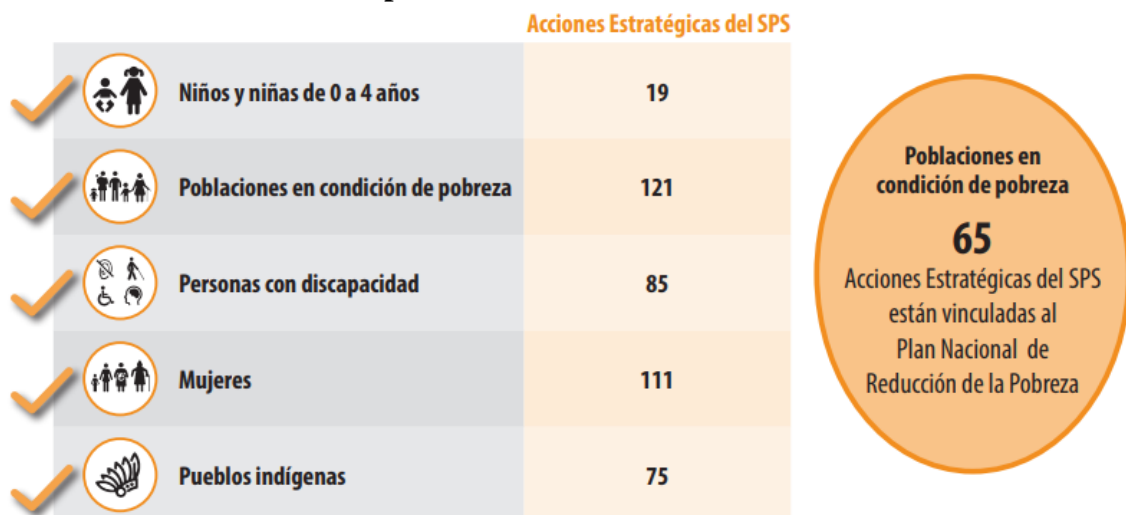 Acciones Estratégicas del SPS
Niños y niñas de 0 a 4 años
19
Poblaciones en condición de pobreza
121
Personas con discapacidad
85
Mujeres
111
Pueblos indígenas
75
Poblaciones en
condición de pobreza
65
Acciones Estratégicas del SPS
están vinculadas al
Plan Nacional de
Reducción de la Pobreza